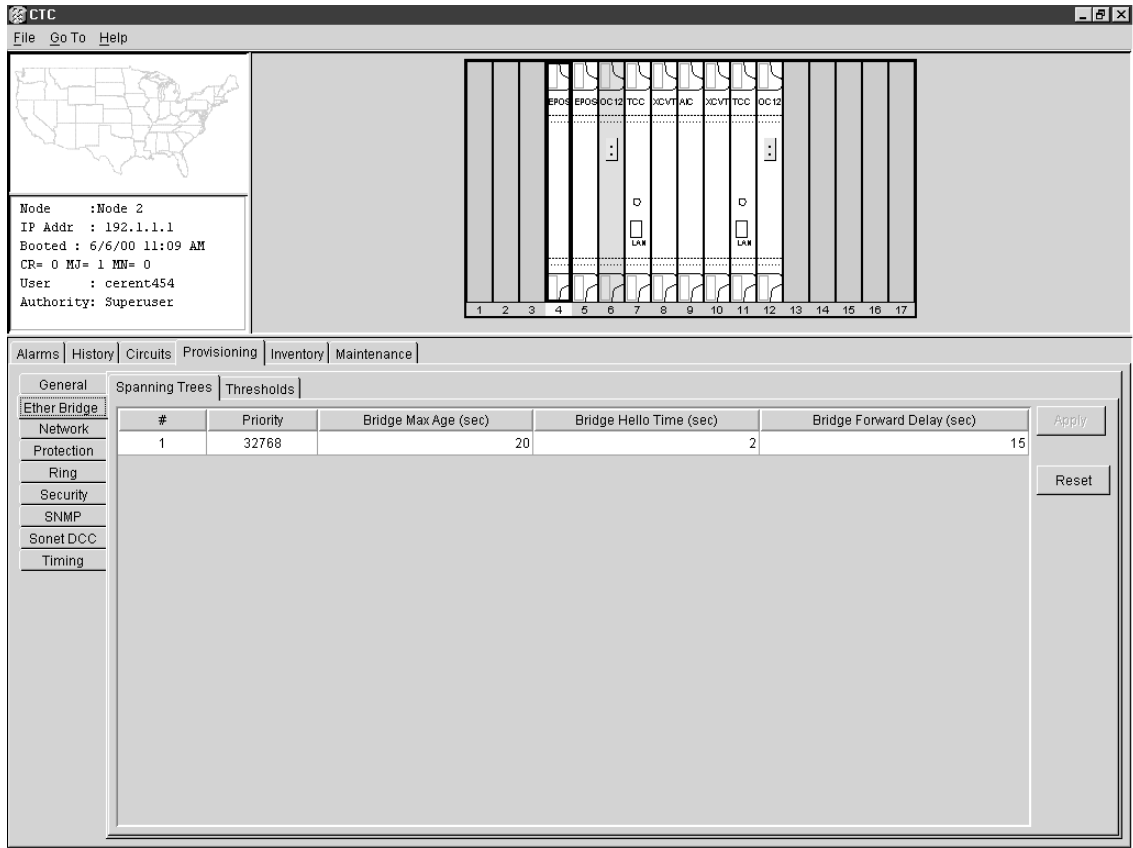 CTC
File Go To Help
EPOS EPOS OC12 TCC XCVT AIC XCVT TCC OC12
LAN LAN
1 2 3 4 5 6 7 8 9 10 11 12 13 14 15 16 17
Node :Node 2
IP Addr : 192.1.1.1
Booted : 6/6/00 11:09 AM
CR= 0 MJ= 1 MN= 0
User : cerent454
Authority: Superuser
Alarms History Circuits Provisioning Inventory Maintenance
General
Ether Bridge
Network
Protection
Ring
Security
SNMP
Sonet DCC
Timing
Spanning Trees Thresholds
# Priority Bridge Max Age (sec) Bridge Hello Time (sec) Bridge Forward Delay (sec)
1 32768 20 2 15
Apply
Reset